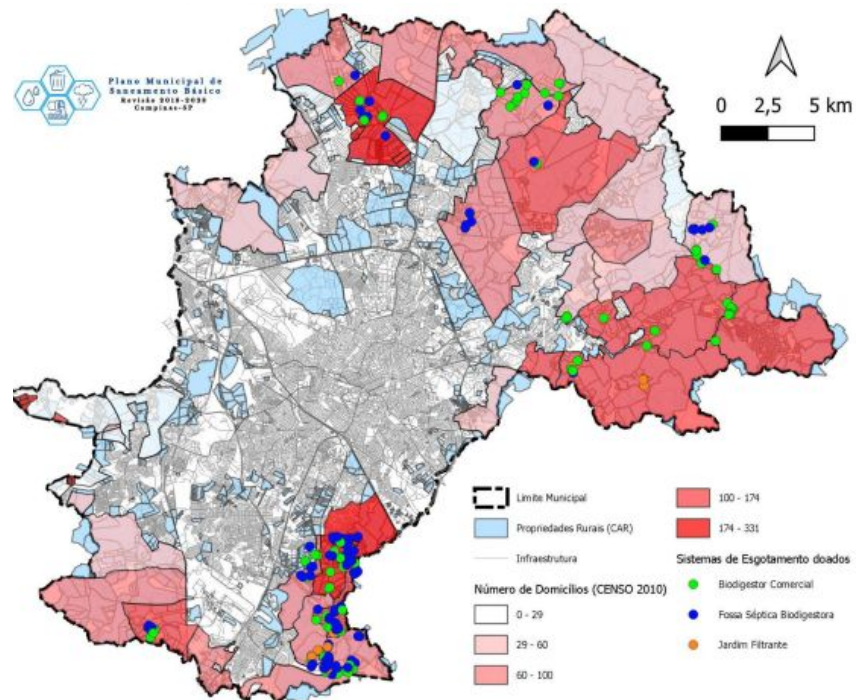 Plano Municipal de
Saneamento Básico
Revisão 2018-2020
Campinas-SP
0 2,5 5 km
Limite Municipal
Propriedades Rurais (CAR)
Infraestrutura
Número de Domicílios (CENSO 2010)
0 - 29
29 - 60
60 - 100
100 - 174
174 - 331
Sistemas de Esgotamento doados
Biodigestor Comercial
Fossa Séptica Biodigestora
Jardim Filtrante